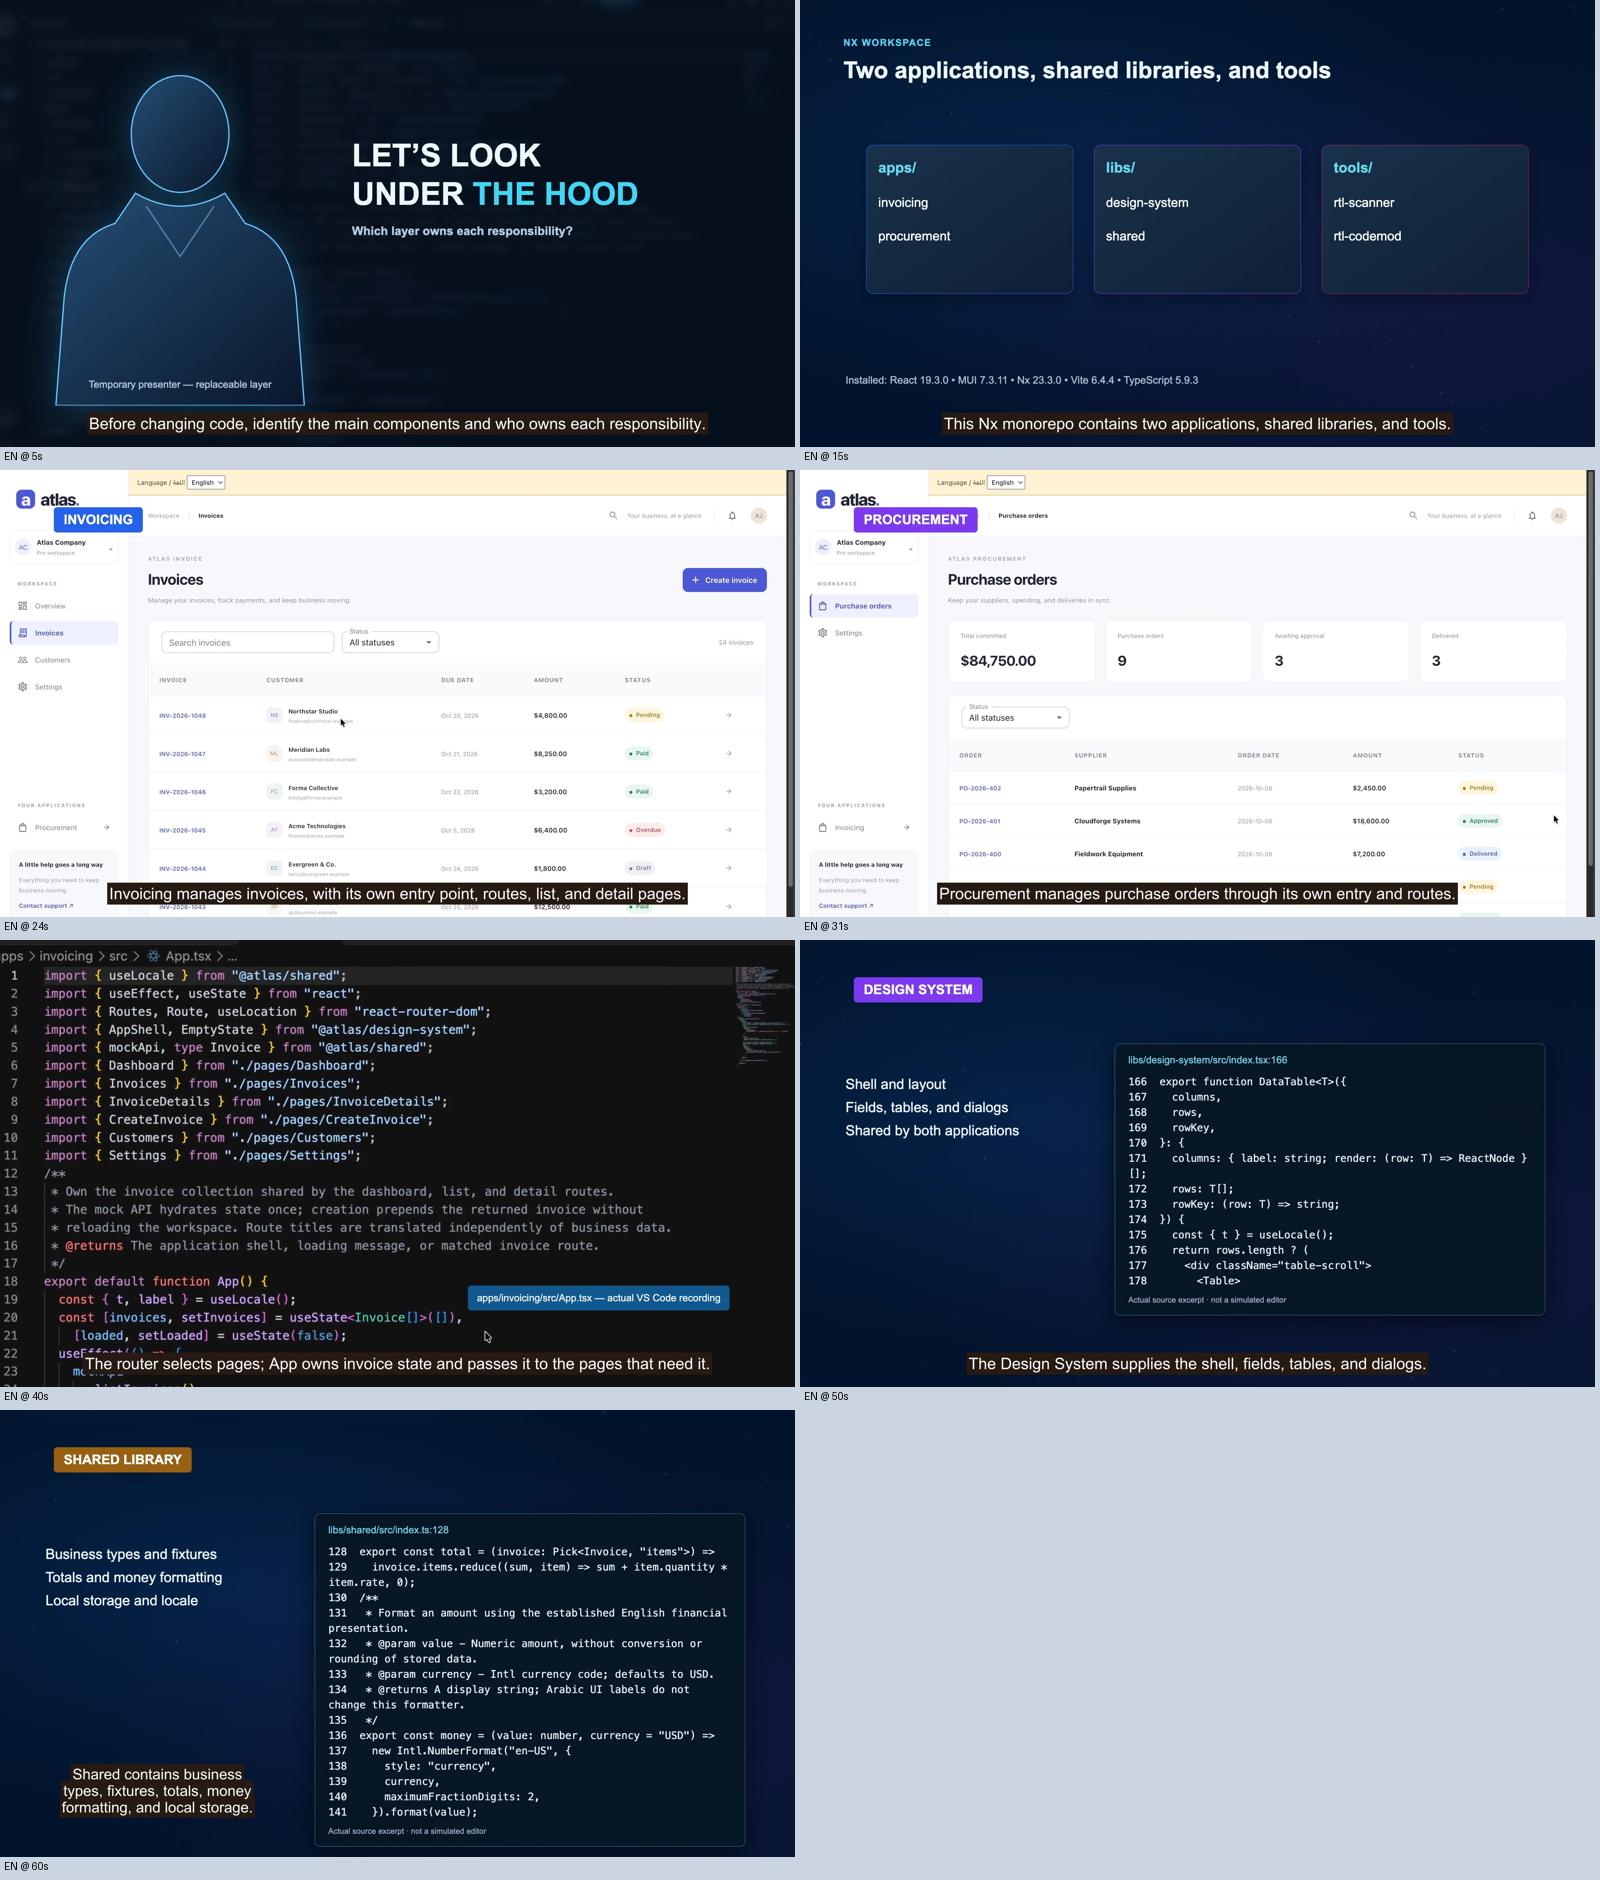 LET’S LOOK
UNDER THE HOOD
Which layer owns each responsibility?
Temporary presenter — replaceable layer
Before changing code, identify the main components and who owns each responsibility.
EN @ 5s
NX WORKSPACE
Two applications, shared libraries, and tools
apps/
invoicing
procurement
libs/
design-system
shared
tools/
rtl-scanner
rtl-codemod
Installed: React 19.3.0 • MUI 7.3.11 • Nx 23.3.0 • Vite 6.4.4 • TypeScript 5.9.3
This Nx monorepo contains two applications, shared libraries, and tools.
EN @ 15s
Language / اللغة English
a atlas.
INVOICING
Workspace / Invoices
Your business, at a glance
AJ
AC Atlas Company
Pro workspace
WORKSPACE
Overview
Invoices
Customers
Settings
YOUR APPLICATIONS
Procurement →
A little help goes a long way
Everything you need to keep
business moving.
Contact support ↗
ATLAS INVOICE
Invoices
+ Create invoice
Manage your invoices, track payments, and keep business moving.
Search invoices
Status
All statuses
24 invoices
INVOICE CUSTOMER DUE DATE AMOUNT STATUS
INV-2026-1048 NS Northstar Studio Oct 20, 2026 $4,800.00 Pending →
INV-2026-1047 ML Meridian Labs Oct 21, 2026 $8,250.00 Paid →
accounts@meridian.example
INV-2026-1046 FC Forma Collective Oct 22, 2026 $3,200.00 Paid →
billing@forma.example
INV-2026-1045 AT Acme Technologies Oct 5, 2026 $6,400.00 Overdue →
finance@acme.example
INV-2026-1044 EC Evergreen & Co. Oct 24, 2026 $1,800.00 Draft →
hello@evergreen.example
Invoicing manages invoices, with its own entry point, routes, list, and detail pages.
INV-2026-1043 Oct 25, 2026 $12,500.00 Paid
ap@summit.example
EN @ 24s
Language / اللغة English
a atlas.
PROCUREMENT
/ Purchase orders
Your business, at a glance
AJ
AC Atlas Company
Pro workspace
WORKSPACE
Purchase orders
Settings
YOUR APPLICATIONS
Invoicing →
A little help goes a long way
Everything you need to keep
business moving.
Contact support ↗
ATLAS PROCUREMENT
Purchase orders
Keep your suppliers, spending, and deliveries in sync.
Total committed
$84,750.00
Purchase orders
9
Awaiting approval
3
Delivered
3
Status
All statuses
ORDER SUPPLIER ORDER DATE AMOUNT STATUS
PO-2026-402 Papertrail Supplies 2026-10-08 $2,450.00 Pending
PO-2026-401 Cloudforge Systems 2026-10-08 $18,600.00 Approved
PO-2026-400 Fieldwork Equipment 2026-10-08 $7,200.00 Delivered
Pending
Procurement manages purchase orders through its own entry and routes.
EN @ 31s
apps > invoicing > src > App.tsx > ...
1 import { useLocale } from "@atlas/shared";
2 import { useEffect, useState } from "react";
3 import { Routes, Route, useLocation } from "react-router-dom";
4 import { AppShell, EmptyState } from "@atlas/design-system";
5 import { mockApi, type Invoice } from "@atlas/shared";
6 import { Dashboard } from "./pages/Dashboard";
7 import { Invoices } from "./pages/Invoices";
8 import { InvoiceDetails } from "./pages/InvoiceDetails";
9 import { CreateInvoice } from "./pages/CreateInvoice";
10 import { Customers } from "./pages/Customers";
11 import { Settings } from "./pages/Settings";
12 /**
13 * Own the invoice collection shared by the dashboard, list, and detail routes.
14 * The mock API hydrates state once; creation prepends the returned invoice without
15 * reloading the workspace. Route titles are translated independently of business data.
16 * @returns The application shell, loading message, or matched invoice route.
17 */
18 export default function App() {
19 const { t, label } = useLocale();
20 const [invoices, setInvoices] = useState<Invoice[]>([]),
21 [loaded, setLoaded] = useState(false);
22 useEffect(() => {
23
apps/invoicing/src/App.tsx — actual VS Code recording
The router selects pages; App owns invoice state and passes it to the pages that need it.
EN @ 40s
DESIGN SYSTEM
Shell and layout
Fields, tables, and dialogs
Shared by both applications
libs/design-system/src/index.tsx:166
166 export function DataTable<T>({
167 columns,
168 rows,
169 rowKey,
170 }: {
171 columns: { label: string; render: (row: T) => ReactNode }
[];
172 rows: T[];
173 rowKey: (row: T) => string;
174 }) {
175 const { t } = useLocale();
176 return rows.length ? (
177 <div className="table-scroll">
178 <Table>
Actual source excerpt · not a simulated editor
The Design System supplies the shell, fields, tables, and dialogs.
EN @ 50s
SHARED LIBRARY
Business types and fixtures
Totals and money formatting
Local storage and locale
libs/shared/src/index.ts:128
128 export const total = (invoice: Pick<Invoice, "items">) =>
129 invoice.items.reduce((sum, item) => sum + item.quantity *
item.rate, 0);
130 /**
131 * Format an amount using the established English financial
presentation.
132 * @param value - Numeric amount, without conversion or
rounding of stored data.
133 * @param currency - Intl currency code; defaults to USD.
134 * @returns A display string; Arabic UI labels do not
change this formatter.
135 */
136 export const money = (value: number, currency = "USD") =>
137 new Intl.NumberFormat("en-US", {
138 style: "currency",
139 currency,
140 maximumFractionDigits: 2,
141 }).format(value);
Actual source excerpt · not a simulated editor
Shared contains business
types, fixtures, totals, money
formatting, and local storage.
EN @ 60s